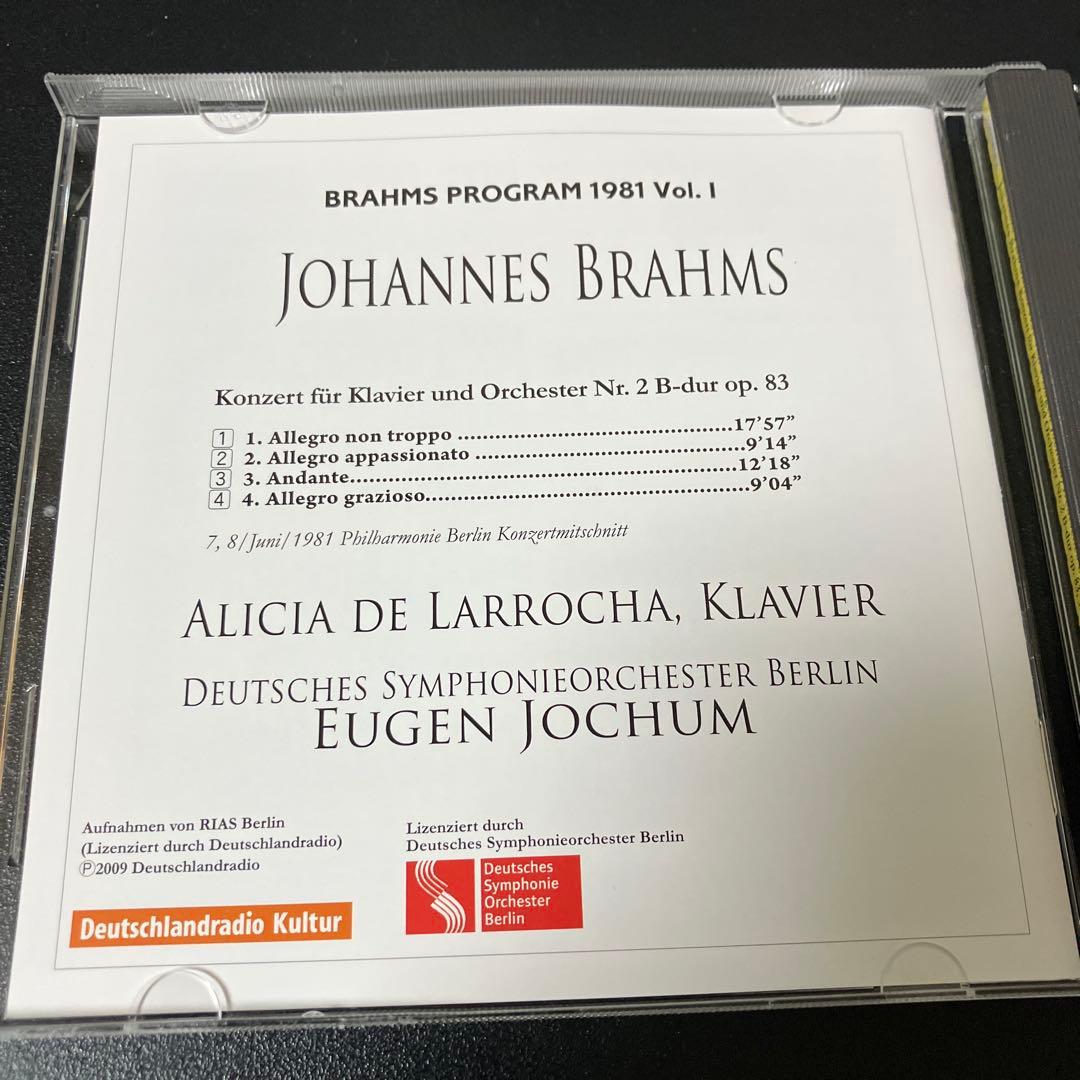 BRAHMS PROGRAM 1981 Vol. I
JOHANNES BRAHMS
Konzert für Klavier und Orchester Nr. 2 B-dur op. 83
1 1. Allegro non troppo ..................................................17'57”
2 2. Allegro appassionato ................................................9'14”
3 3. Andante......................................................................12'18”
4 4. Allegro grazioso..........................................................9'04”
7, 8/Juni/1981 Philharmonie Berlin Konzertmitschnitt
ALICIA DE LARROCHA, KLAVIER
DEUTSCHES SYMPHONIEORCHESTER BERLIN
EUGEN JOCHUM
Aufnahmen von RIAS Berlin
(Lizenziert durch Deutschlandradio)
Ⓟ2009 Deutschlandradio
Deutschlandradio Kultur
Lizenziert durch
Deutsches Symphonieorchester Berlin
Deutsches
Symphonie
Orchester
Berlin